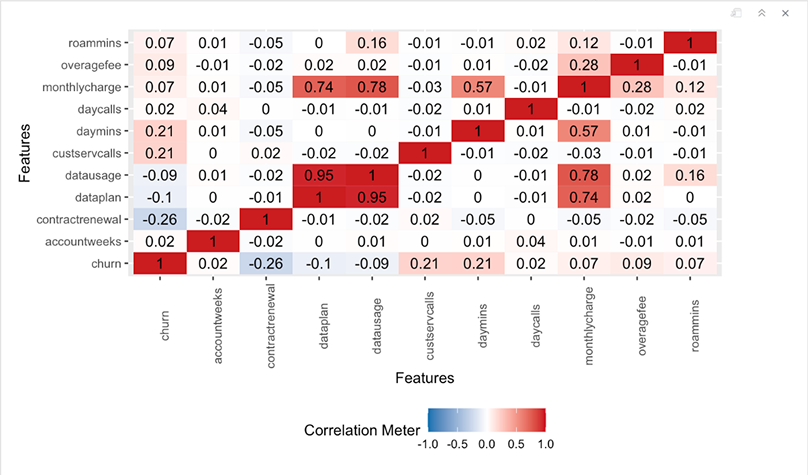 roammins 0.07 0.01 -0.05 0 0.16 -0.01 -0.01 0.02 0.12 -0.01 1
overagefee 0.09 -0.01 -0.02 0.02 0.02 -0.01 0.01 -0.02 0.28 1 -0.01
monthlycharge 0.07 0.01 -0.05 0.74 0.78 -0.03 0.57 -0.01 1 0.28 0.12
daycalls 0.02 0.04 0 -0.01 -0.01 -0.02 0.01 1 -0.01 -0.02 0.02
daymins 0.21 0.01 -0.05 0 0 -0.01 1 0.01 0.57 0.01 -0.01
custservcalls 0.21 0 0.02 -0.02 -0.02 1 -0.01 -0.02 -0.03 -0.01 -0.01
datausage -0.09 0.01 -0.02 0.95 1 -0.02 0 -0.01 0.78 0.02 0.16
dataplan -0.1 0 -0.01 1 0.95 -0.02 0 -0.01 0.74 0.02 0
contractrenewal -0.26 -0.02 1 -0.01 -0.02 0.02 -0.05 0 -0.05 -0.02 -0.05
accountweeks 0.02 1 -0.02 0 0.01 0 0.01 0.04 0.01 -0.01 0.01
churn 1 0.02 -0.26 -0.1 -0.09 0.21 0.21 0.02 0.07 0.09 0.07
Features
churn
accountweeks
contractrenewal
dataplan
datausage
custservcalls
daymins
daycalls
monthlycharge
overagefee
roammins
Features
Correlation Meter
-1.0 -0.5 0.0 0.5 1.0